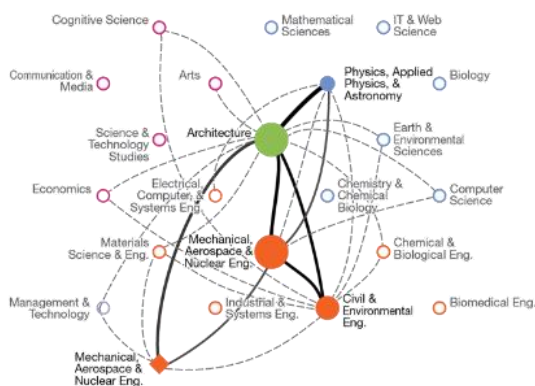 Cognitive Science
Mathematical
Sciences
IT & Web
Science
Communication &
Media
Arts
Physics, Applied
Physics, &
Astronomy
Biology
Science &
Technology
Studies
Architecture
Earth &
Environmental
Sciences
Economics
Electrical,
Computer, &
Systems Eng.
Chemistry &
Chemical
Biology
Computer
Science
Materials
Science & Eng.
Mechanical,
Aerospace &
Nuclear Eng.
Chemical &
Biological Eng.
Management &
Technology
Industrial &
Systems Eng.
Civil &
Environmental
Eng.
Biomedical Eng.
Mechanical,
Aerospace &
Nuclear Eng.